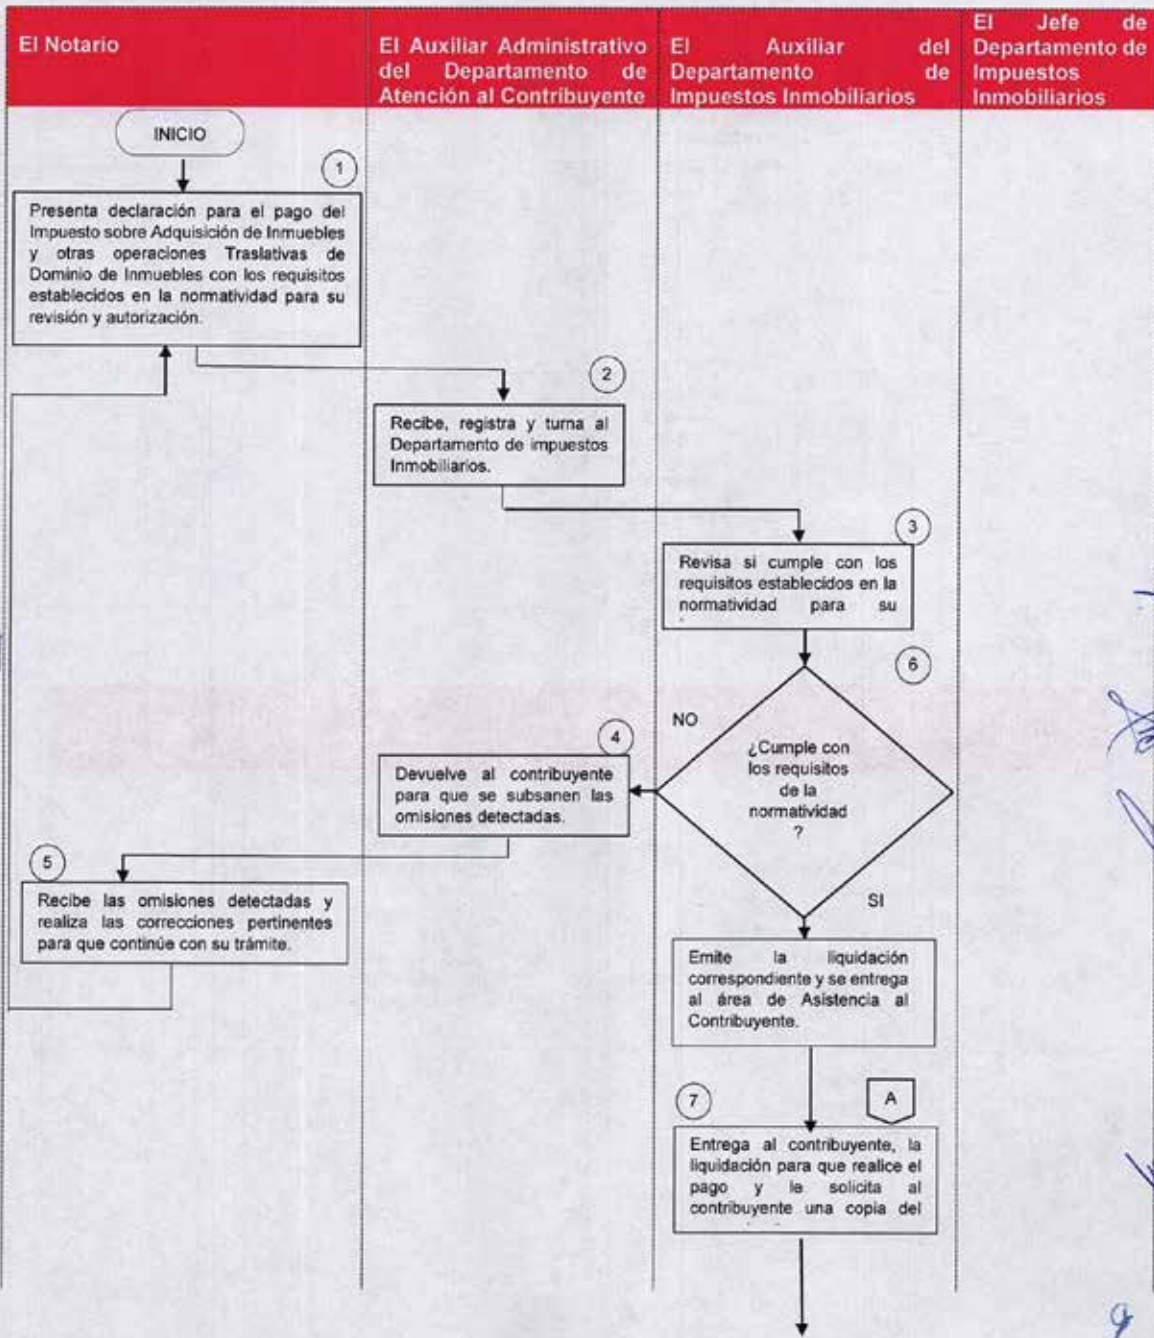 El Notario
El Auxiliar Administrativo
del Departamento de
Atención al Contribuyente
El Auxiliar del
Departamento de
Impuestos Inmobiliarios
El Jefe de
Departamento de
Impuestos
Inmobiliarios
INICIO
1
Presenta declaración para el pago del
Impuesto sobre Adquisición de Inmuebles
y otras operaciones Traslativas de
Dominio de Inmuebles con los requisitos
establecidos en la normatividad para su
revisión y autorización.
2
Recibe, registra y turna al
Departamento de impuestos
Inmobiliarios.
3
Revisa si cumple con los
requisitos establecidos en la
normatividad para su
6
NO
¿Cumple con
los requisitos
de la
normatividad
?
SI
4
Devuelve al contribuyente
para que se subsanen las
omisiones detectadas.
5
Recibe las omisiones detectadas y
realiza las correcciones pertinentes
para que continúe con su trámite.
Emite la liquidación
correspondiente y se entrega
al área de Asistencia al
Contribuyente.
7
A
Entrega al contribuyente, la
liquidación para que realice el
pago y le solicita al
contribuyente una copia del